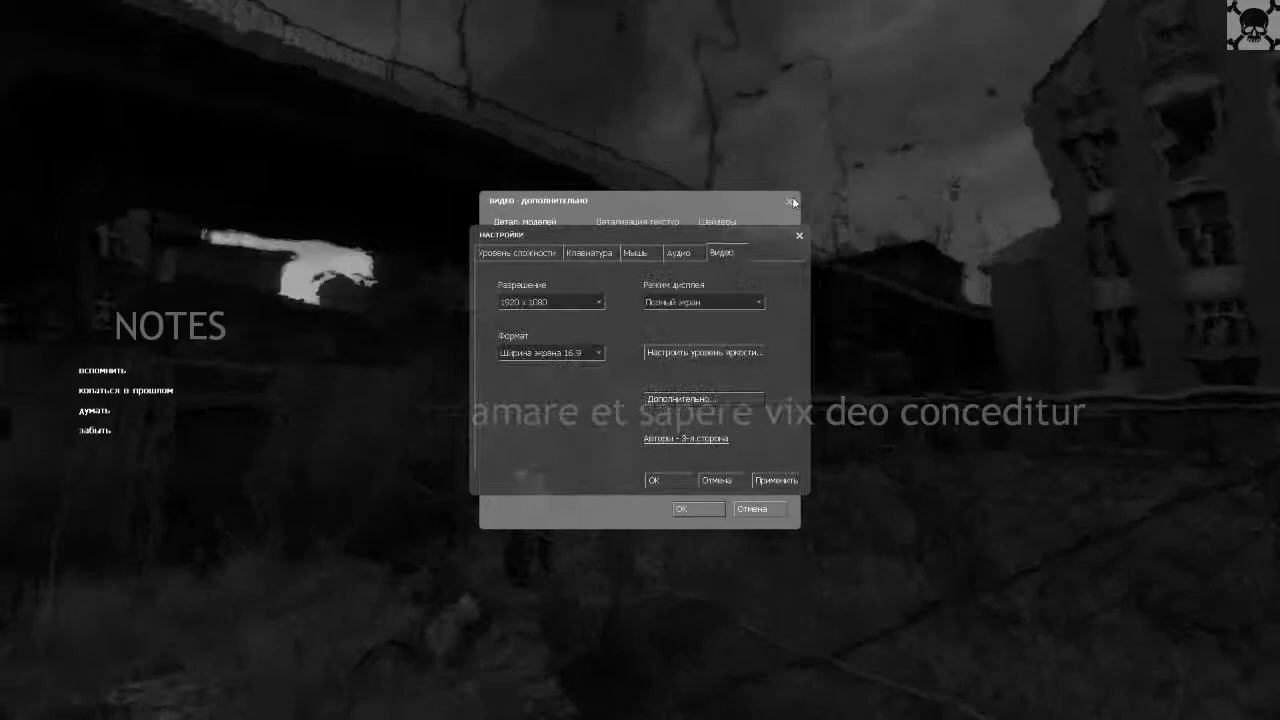 ВИДЕО - ДОПОЛНИТЕЛЬНО
Детал. моделей Детализация текстур Шейдеры
НАСТРОЙКИ
Уровень сложности Клавиатура Мышь Аудио Видео
Разрешение Режим дисплея
1920 x 1080 Полный экран
Формат
Ширина экрана 16:9 Настроить уровень яркости...
Дополнительно...
Авторы - 3-я сторона
ОК Отмена Применить
ОК Отмена
NOTES
вспомнить
копаться в прошлом
думать
забыть
amare et sapere vix deo conceditur